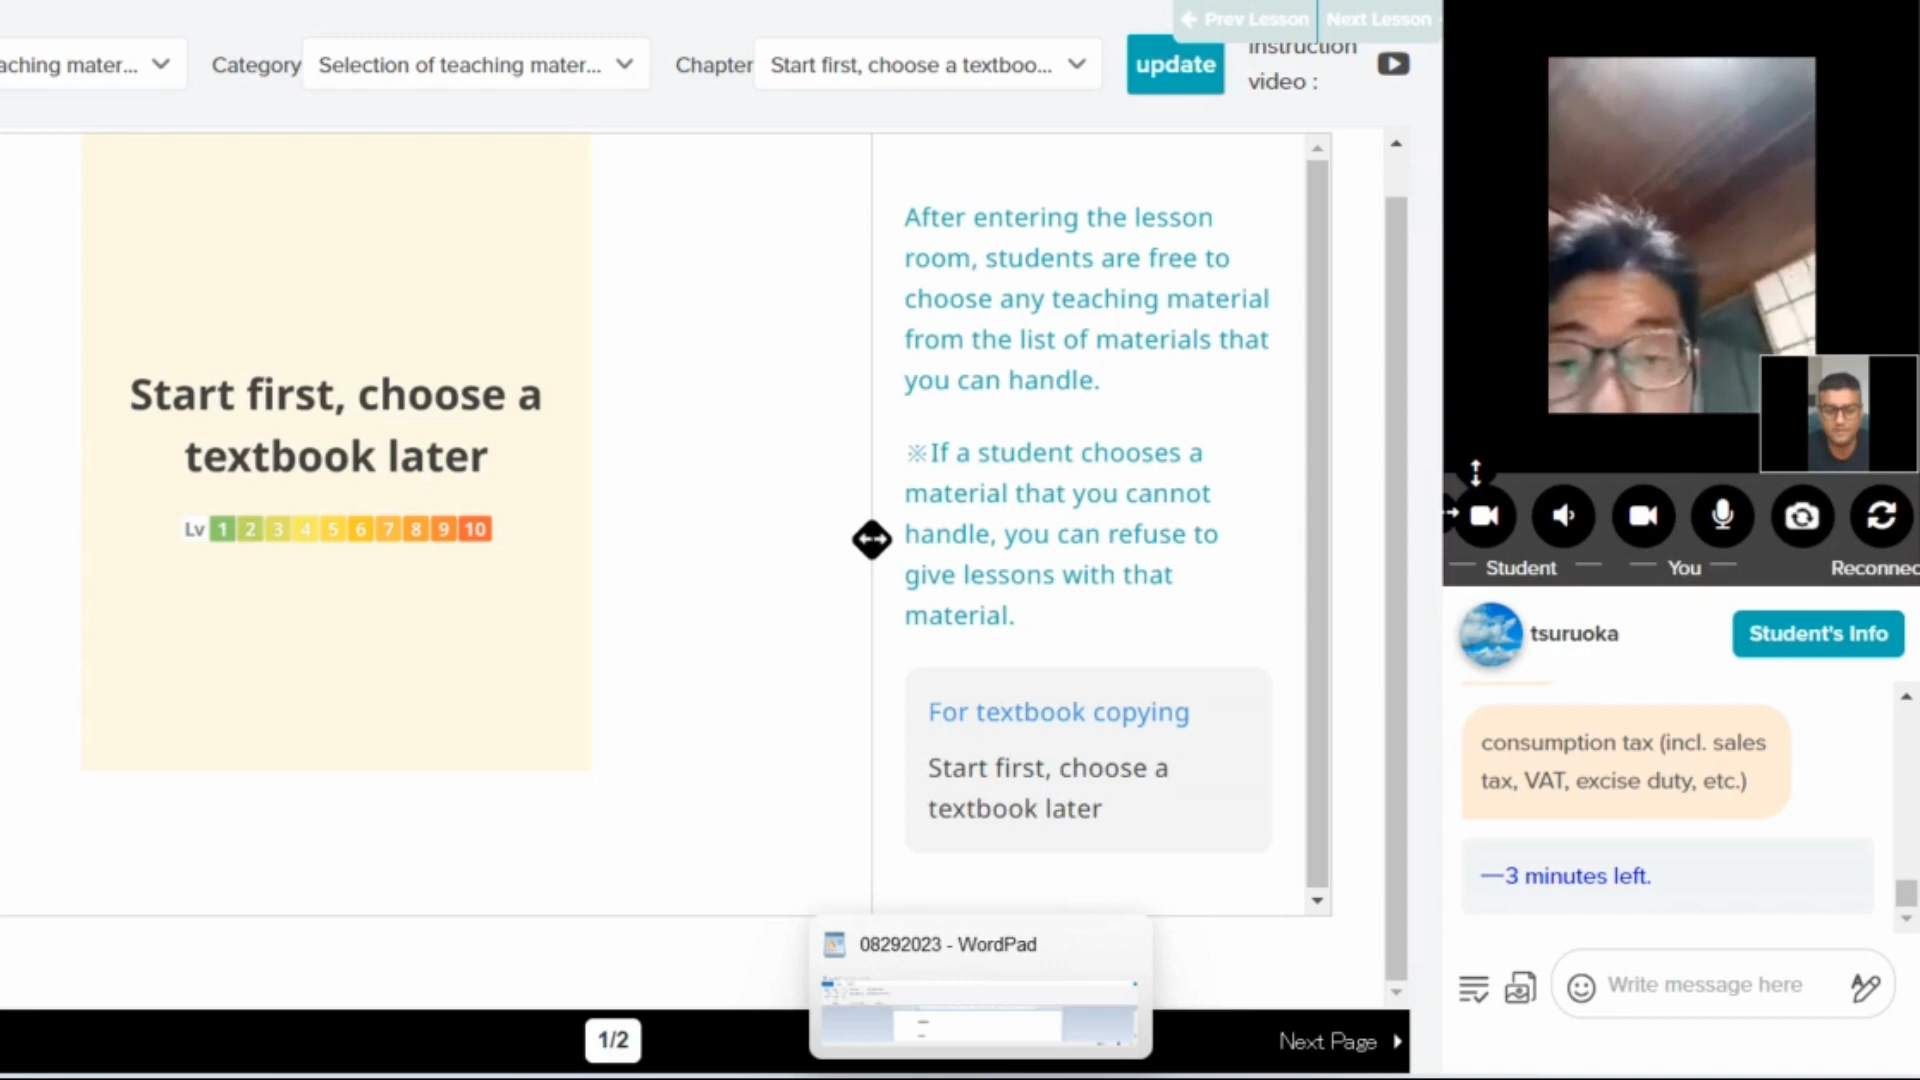 Prev Lesson
Next Lesson
aching mater...
Category
Selection of teaching mater...
Chapter
Start first, choose a textboo...
update
instruction
video :
Start first, choose a
textbook later
Lv 1 2 3 4 5 6 7 8 9 10
After entering the lesson
room, students are free to
choose any teaching material
from the list of materials that
you can handle.
※If a student chooses a
material that you cannot
handle, you can refuse to
give lessons with that
material.
For textbook copying
Start first, choose a
textbook later
08292023 - WordPad
1/2
Next Page
Student
You
Reconnec
tsuruoka
Student's Info
consumption tax (incl. sales
tax, VAT, excise duty, etc.)
—3 minutes left.
Write message here